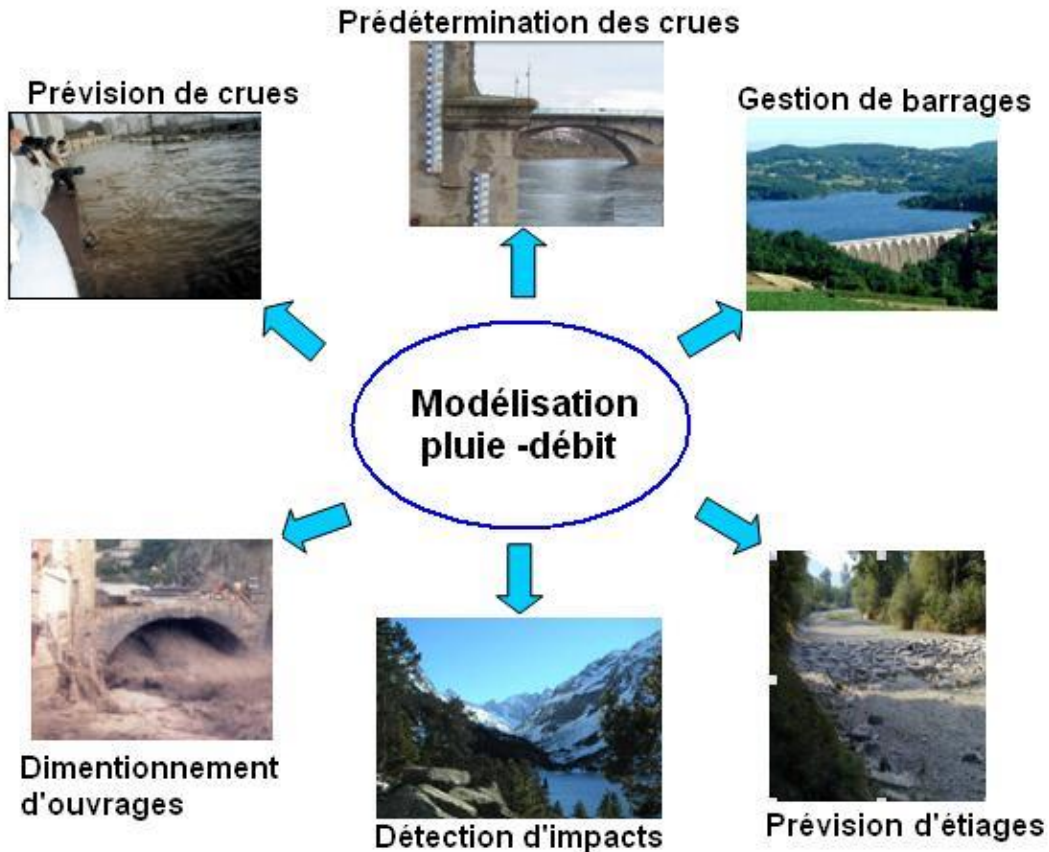 Prédétermination des crues
Prévision de crues
Gestion de barrages
Modélisation
pluie -débit
Dimentionnement
d'ouvrages
Détection d'impacts
Prévision d'étiages